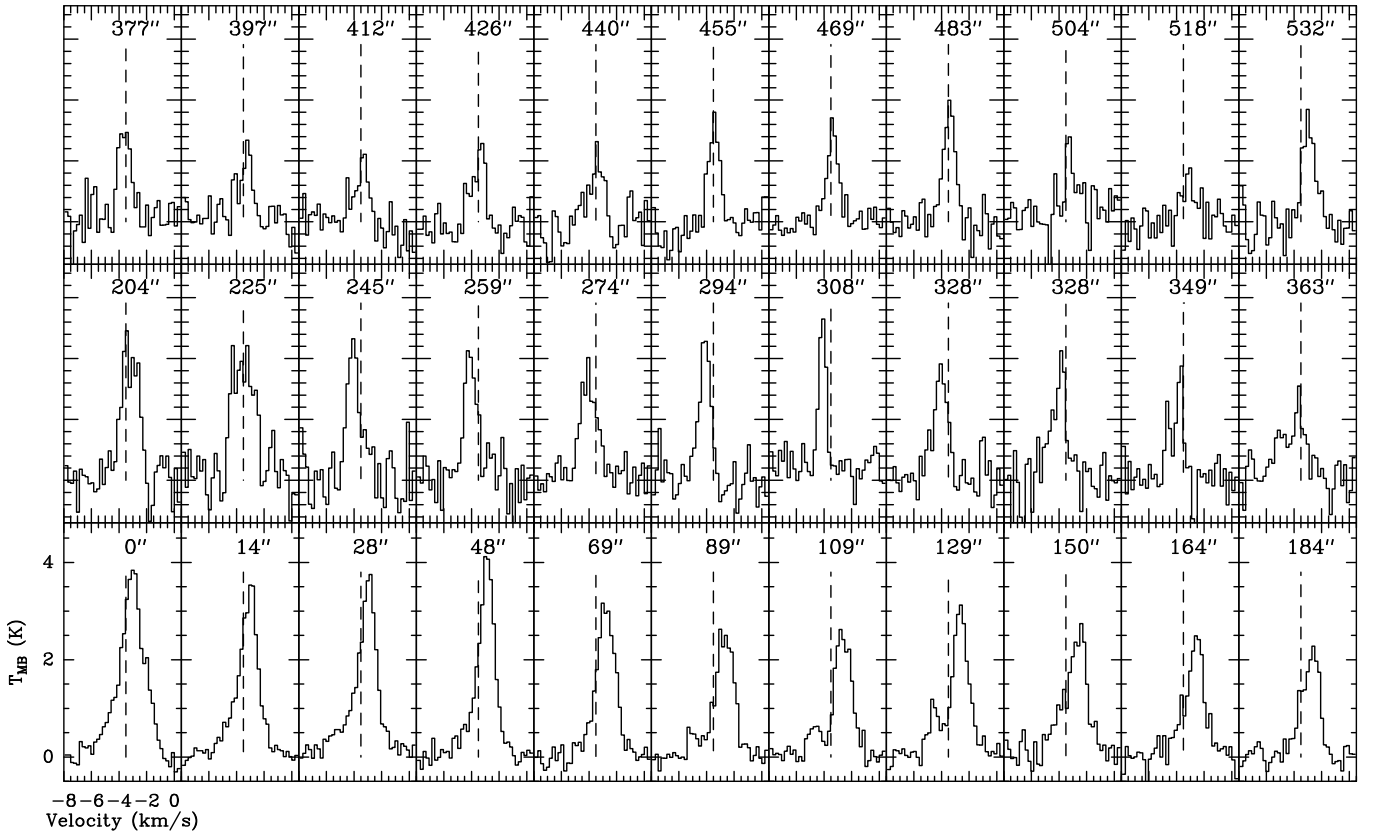 377″ 397″ 412″ 426″ 440″ 455″ 469″ 483″ 504″ 518″ 532″
204″ 225″ 245″ 259″ 274″ 294″ 308″ 328″ 328″ 349″ 363″
0″ 14″ 28″ 48″ 69″ 89″ 109″ 129″ 150″ 164″ 184″
4
2
0
T_MB (K)
−8−6−4−2 0
Velocity (km/s)